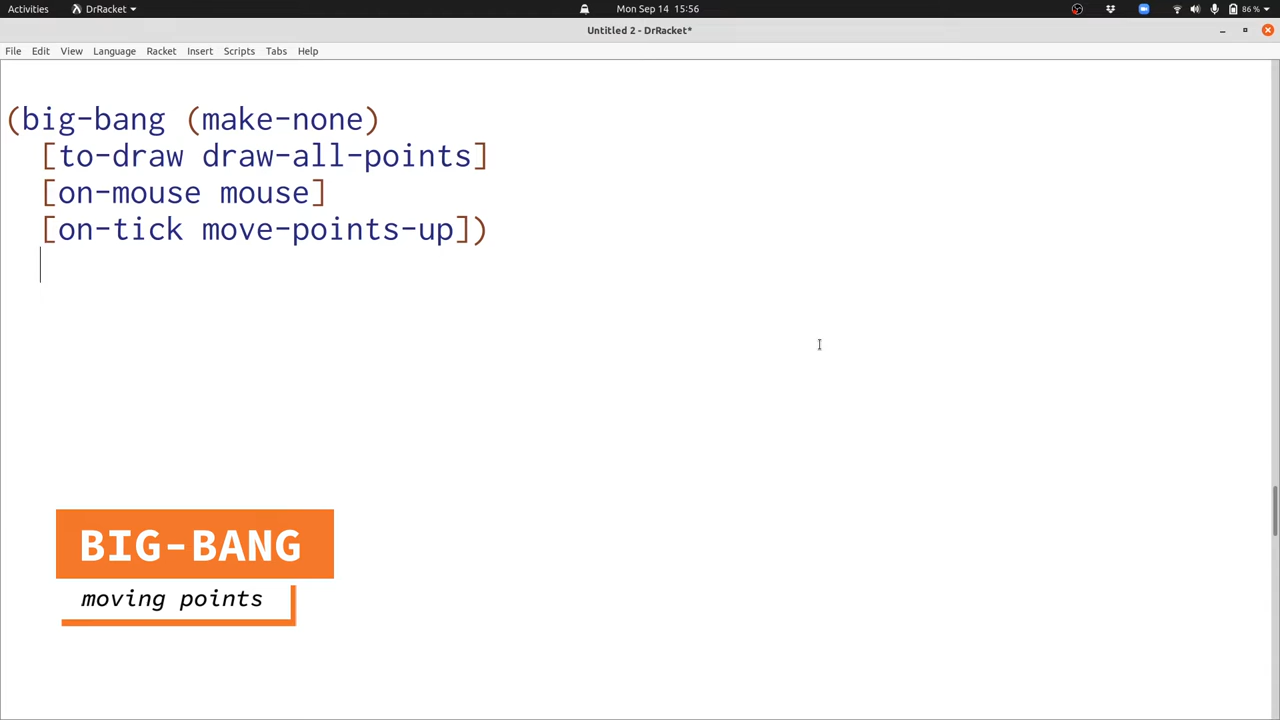 Activities DrRacket Mon Sep 14 15:56 86 %
Untitled 2 - DrRacket*
File Edit View Language Racket Insert Scripts Tabs Help
(big-bang (make-none)
[to-draw draw-all-points]
[on-mouse mouse]
[on-tick move-points-up])
BIG-BANG
moving points